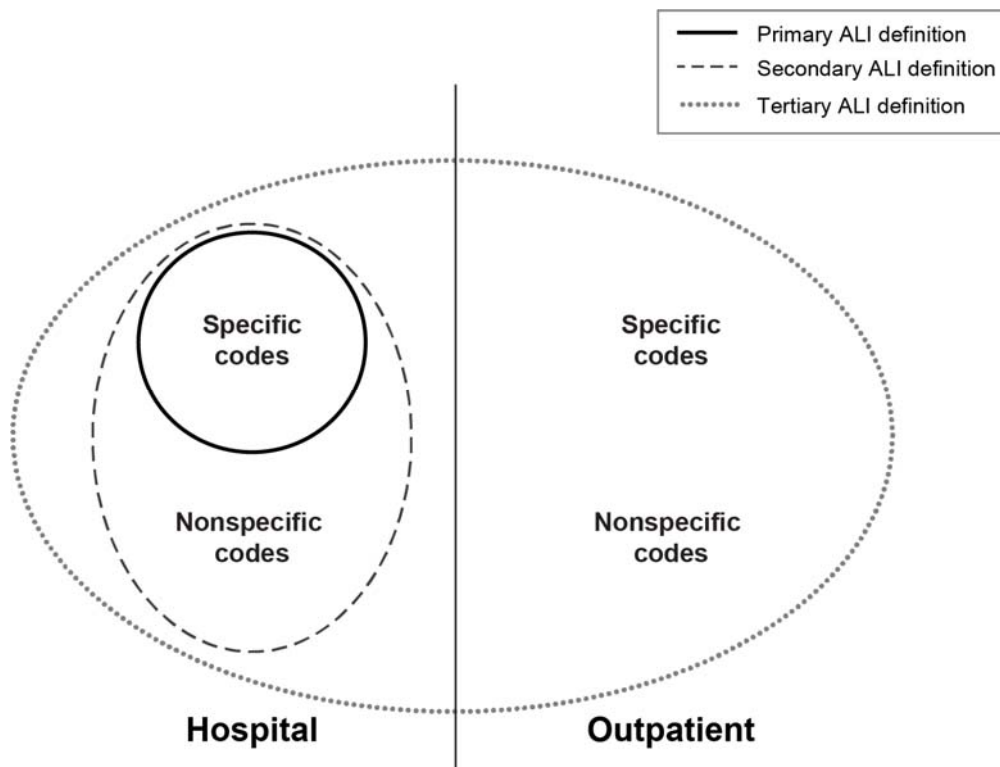 Primary ALI definition
Secondary ALI definition
Tertiary ALI definition
Specific
codes
Specific
codes
Nonspecific
codes
Nonspecific
codes
Hospital
Outpatient